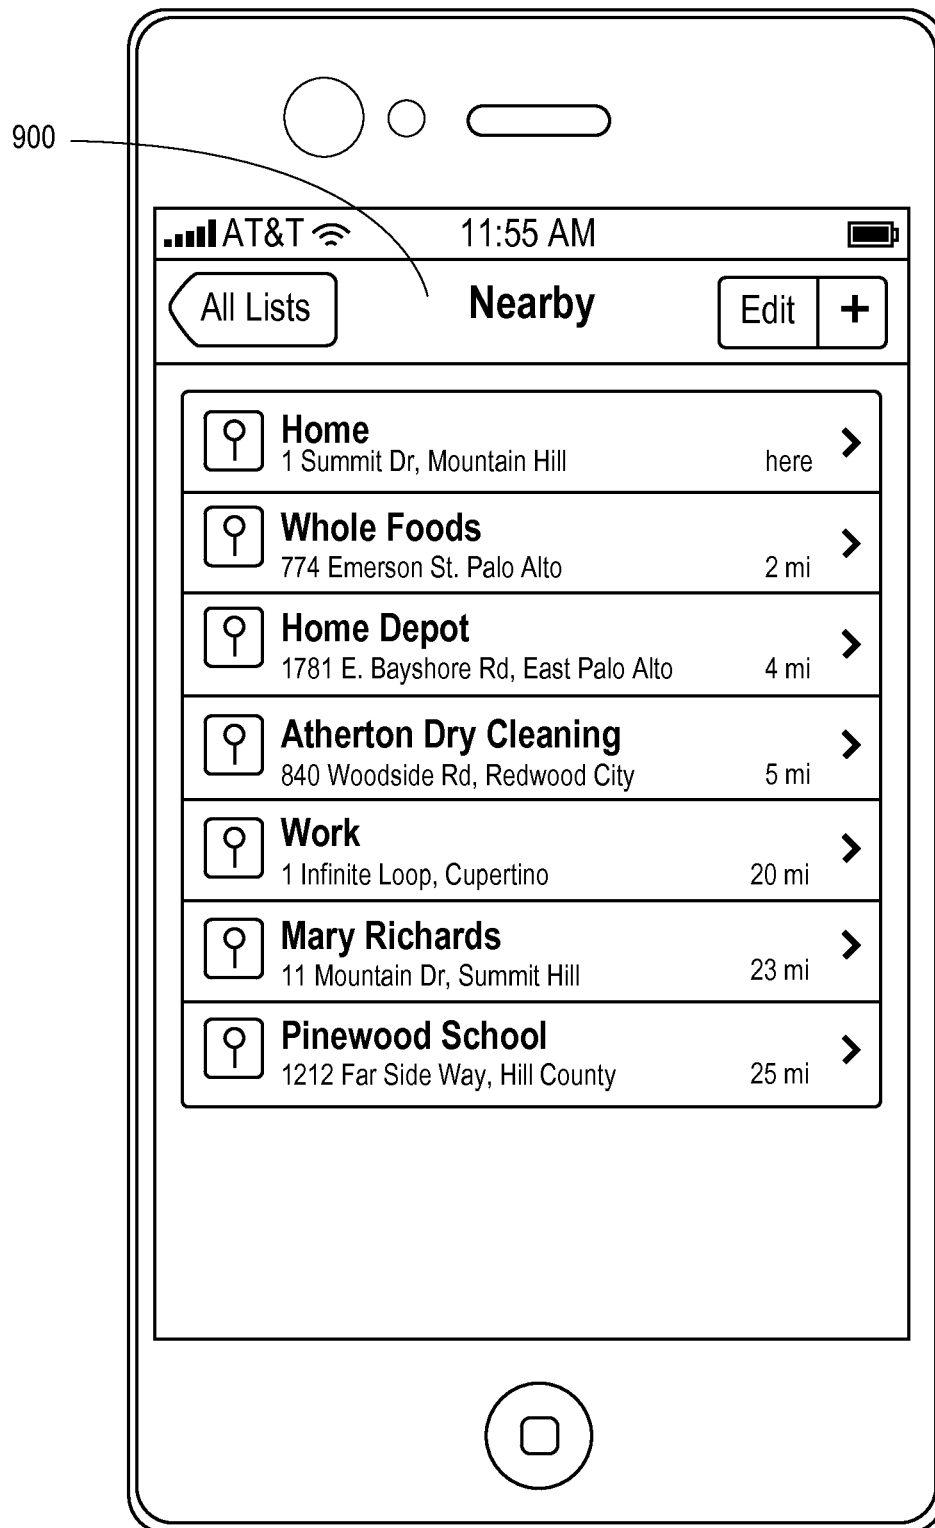 900
AT&T 11:55 AM
All Lists Nearby Edit +
Home
1 Summit Dr, Mountain Hill here
Whole Foods
774 Emerson St. Palo Alto 2 mi
Home Depot
1781 E. Bayshore Rd, East Palo Alto 4 mi
Atherton Dry Cleaning
840 Woodside Rd, Redwood City 5 mi
Work
1 Infinite Loop, Cupertino 20 mi
Mary Richards
11 Mountain Dr, Summit Hill 23 mi
Pinewood School
1212 Far Side Way, Hill County 25 mi